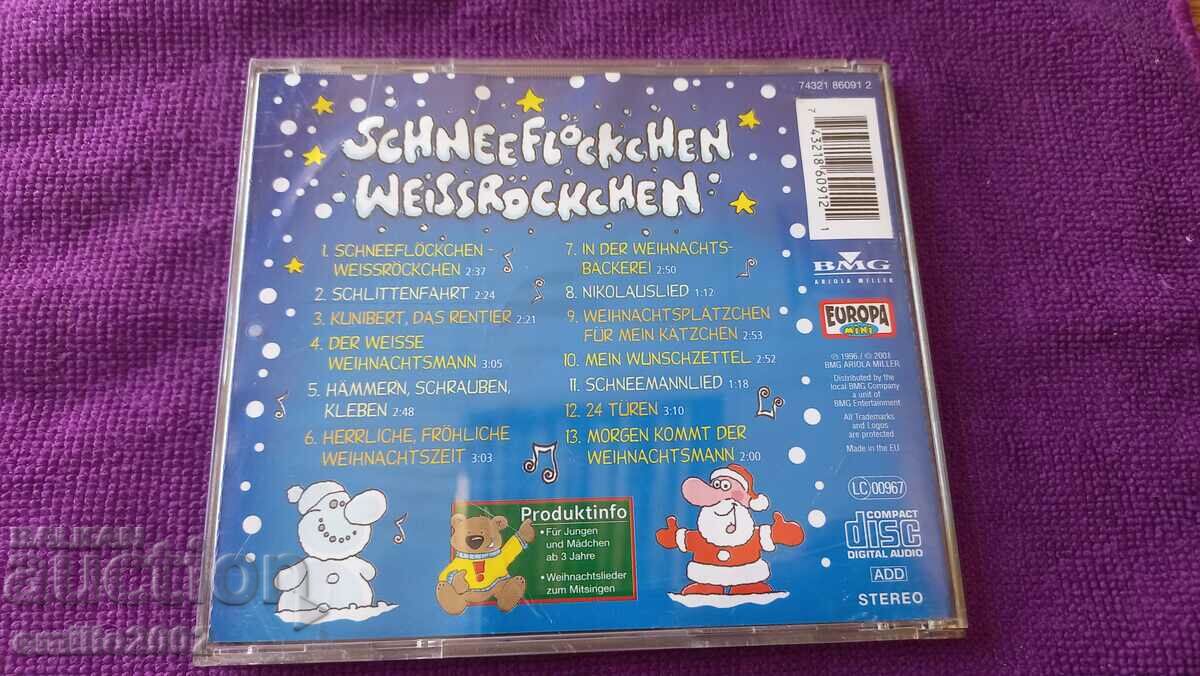 74321 86091 2
7 43218 60912 1
SCHNEEFLÖCKCHEN
WEISSRÖCKCHEN
1. SCHNEEFLÖCKCHEN -
WEISSRÖCKCHEN 2:37
2. SCHLITTENFAHRT 2:24
3. KUNIBERT, DAS RENTIER 2:21
4. DER WEISSE
WEIHNACHTSMANN 3:05
5. HÄMMERN, SCHRAUBEN,
KLEBEN 2:48
6. HERRLICHE, FRÖHLICHE
WEIHNACHTSZEIT 3:03
7. IN DER WEIHNACHTS-
BÄCKEREI 2:50
8. NIKOLAUSLIED 1:12
9. WEIHNACHTSPLÄTZCHEN
FÜR MEIN KÄTZCHEN 2:53
10. MEIN WUNSCHZETTEL 2:52
11. SCHNEEMANNLIED 1:18
12. 24 TÜREN 3:10
13. MORGEN KOMMT DER
WEIHNACHTSMANN 2:00
BMG
ARIOLA MILLER
EUROPA
MINI
℗ 1996 / © 2001
BMG ARIOLA MILLER
Distributed by the
local BMG Company
a unit of
BMG Entertainment
All Trademarks
and Logos
are protected
Made in the EU
LC 00967
COMPACT
disc
DIGITAL AUDIO
ADD
STEREO
Produktinfo
• Für Jungen
und Mädchen
ab 3 Jahre
• Weihnachtslieder
zum Mitsingen
BALKAN
auction
emilio2002